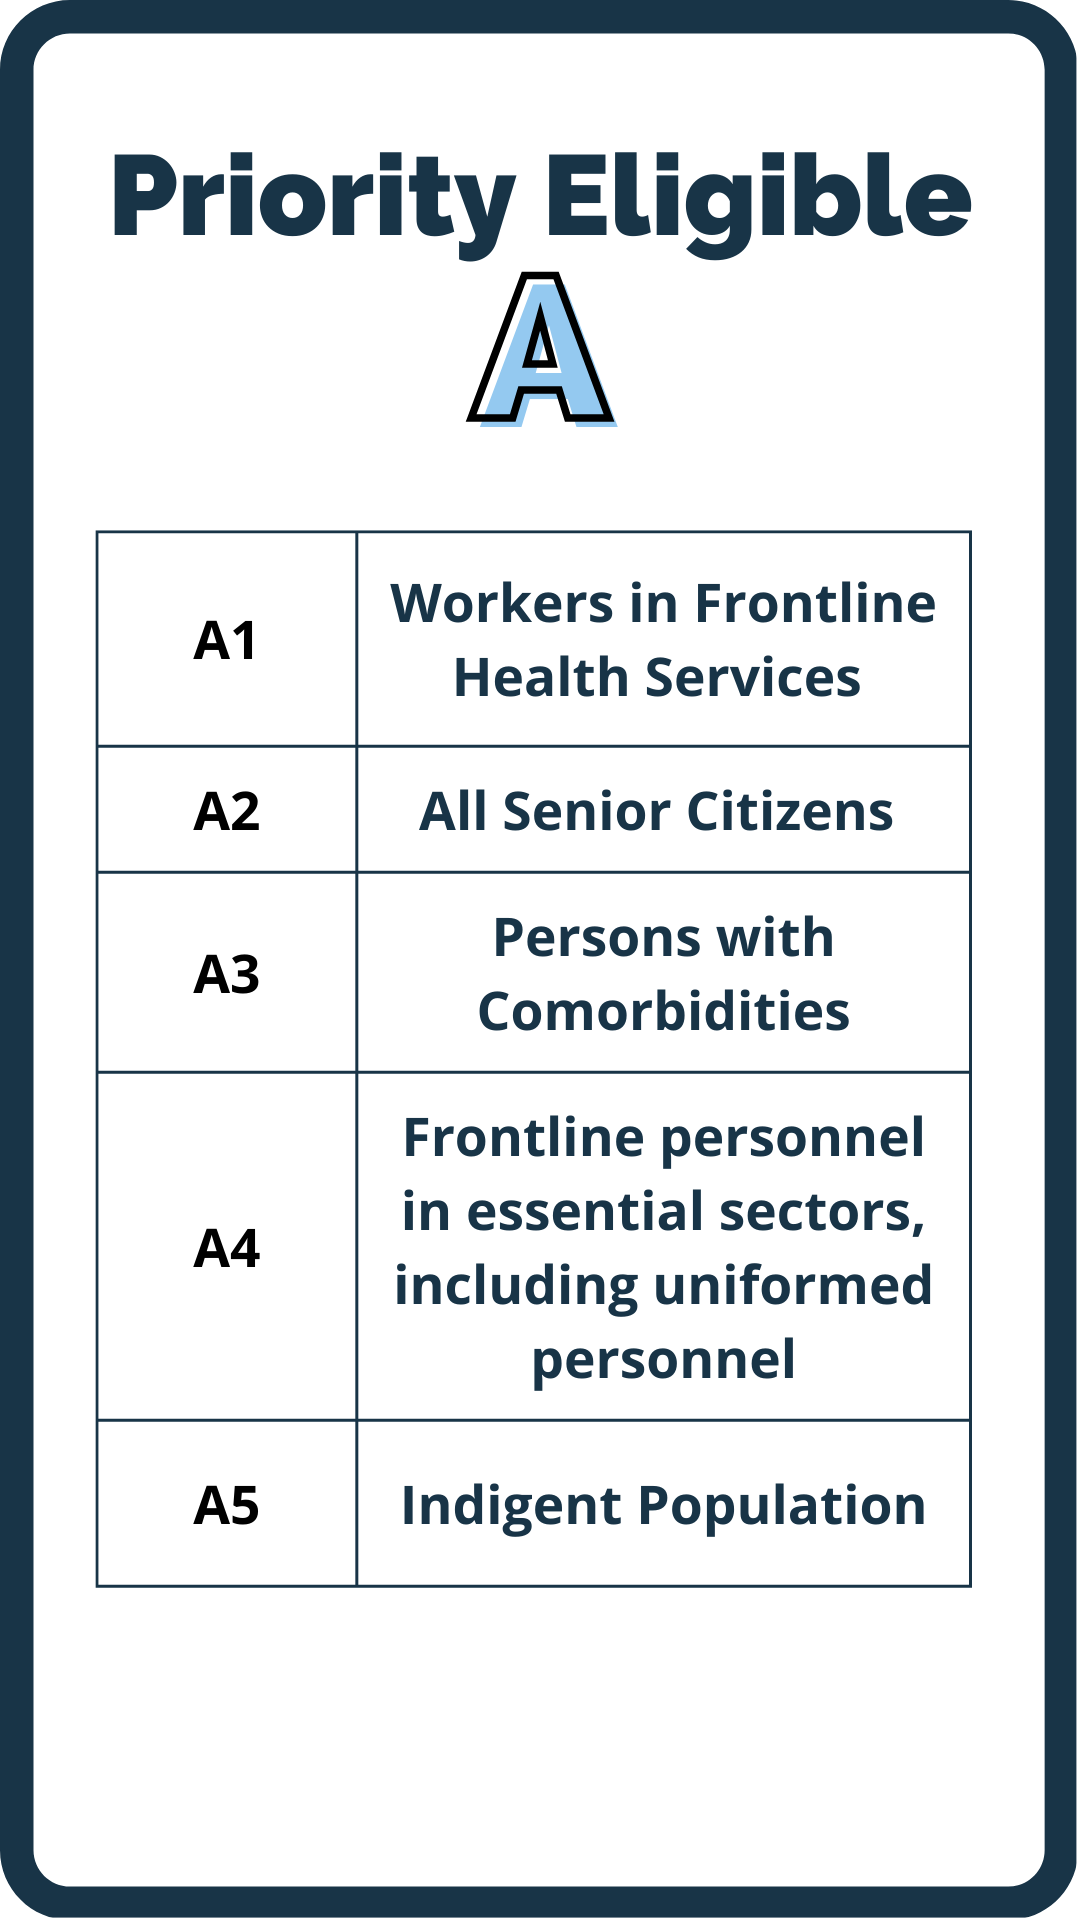 Priority Eligible
A
A1
Workers in Frontline
Health Services
A2
All Senior Citizens
A3
Persons with
Comorbidities
A4
Frontline personnel
in essential sectors,
including uniformed
personnel
A5
Indigent Population